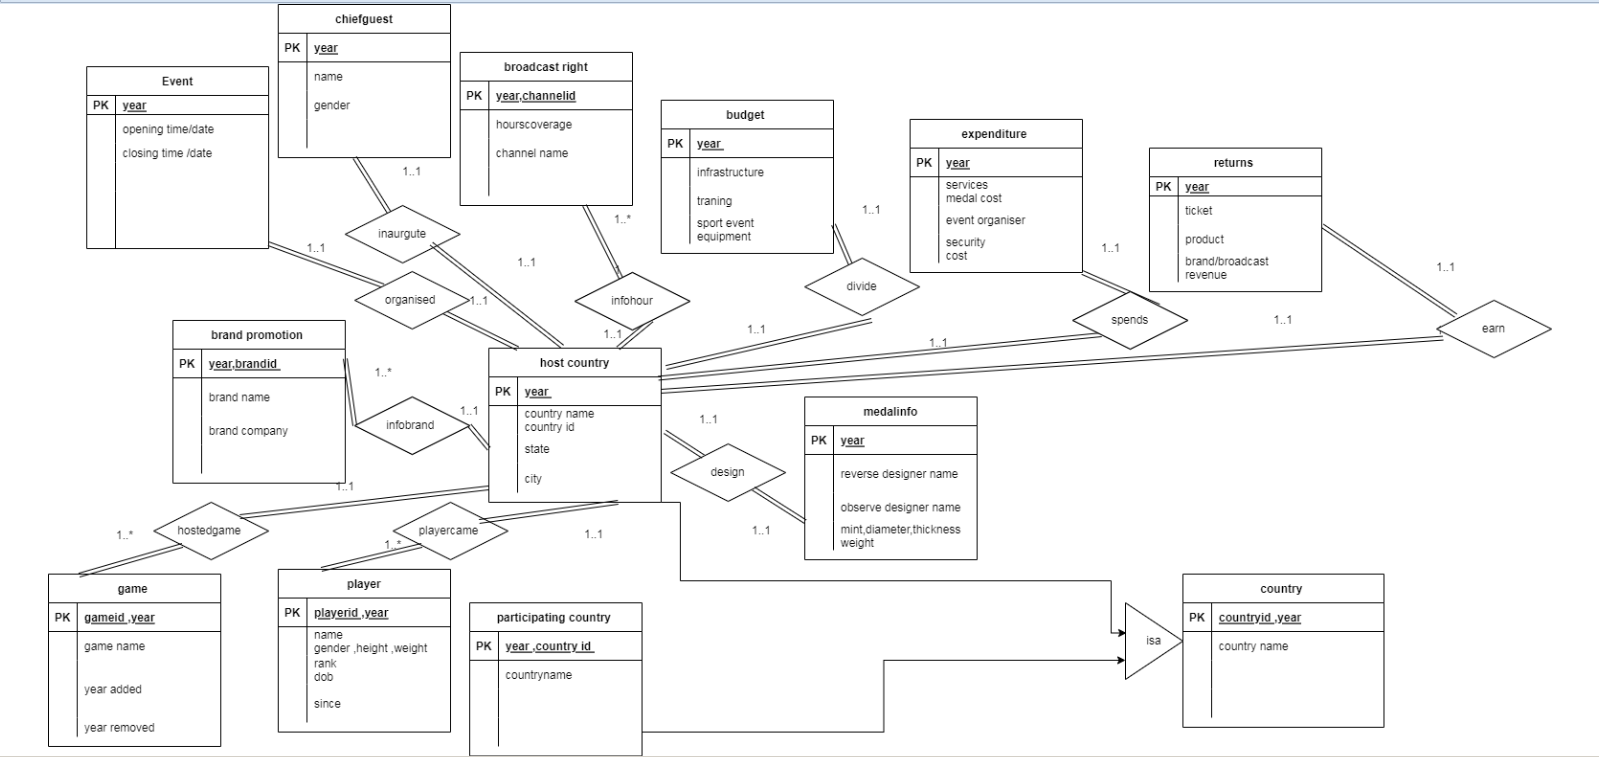 chiefguest
PK year
name
gender
Event
PK year
opening time/date
closing time /date
broadcast right
PK year,channelid
hourscoverage
channel name
budget
PK year
infrastructure
traning
sport event
equipment
expenditure
PK year
services
medal cost
event organiser
security
cost
returns
PK year
ticket
product
brand/broadcast
revenue
1..1
1..*
1..1
1..1
1..1
1..1
1..1
1..1
inaurgute
organised
1..1
infohour
divide
spends
earn
1..1
1..1
1..1
1..1
brand promotion
PK year,brandid
brand name
brand company
1..*
infobrand
1..1
host country
PK year
country name
country id
state
city
1..1
design
1..1
medalinfo
PK year
reverse designer name
observe designer name
mint,diameter,thickness
weight
1..1
hostedgame
1..*
playercame
1..*
1..1
game
PK gameid ,year
game name
year added
year removed
player
PK playerid ,year
name
gender ,height ,weight
rank
dob
since
participating country
PK year ,country id
countryname
isa
country
PK countryid ,year
country name